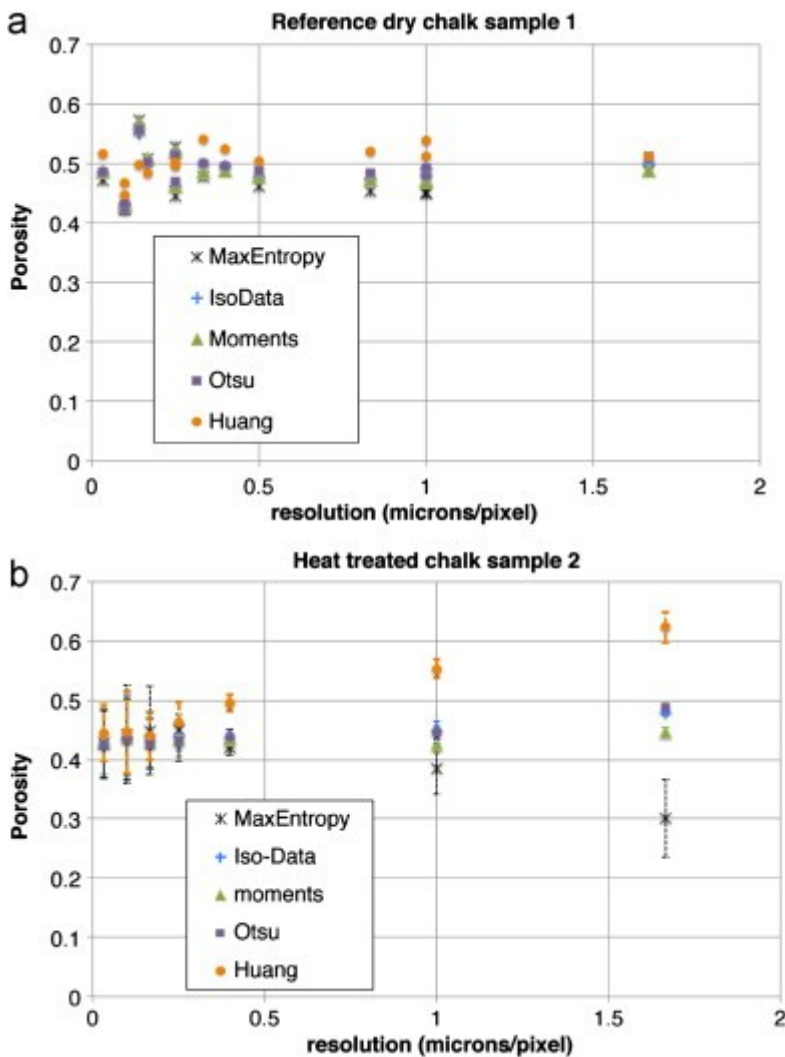 a
Reference dry chalk sample 1
0.7
0.6
0.5
0.4
0.3
0.2
0.1
0
Porosity
MaxEntropy
IsoData
Moments
Otsu
Huang
0 0.5 1 1.5 2
resolution (microns/pixel)
b
Heat treated chalk sample 2
0.7
0.6
0.5
0.4
0.3
0.2
0.1
0
Porosity
MaxEntropy
Iso-Data
moments
Otsu
Huang
0 0.5 1 1.5 2
resolution (microns/pixel)